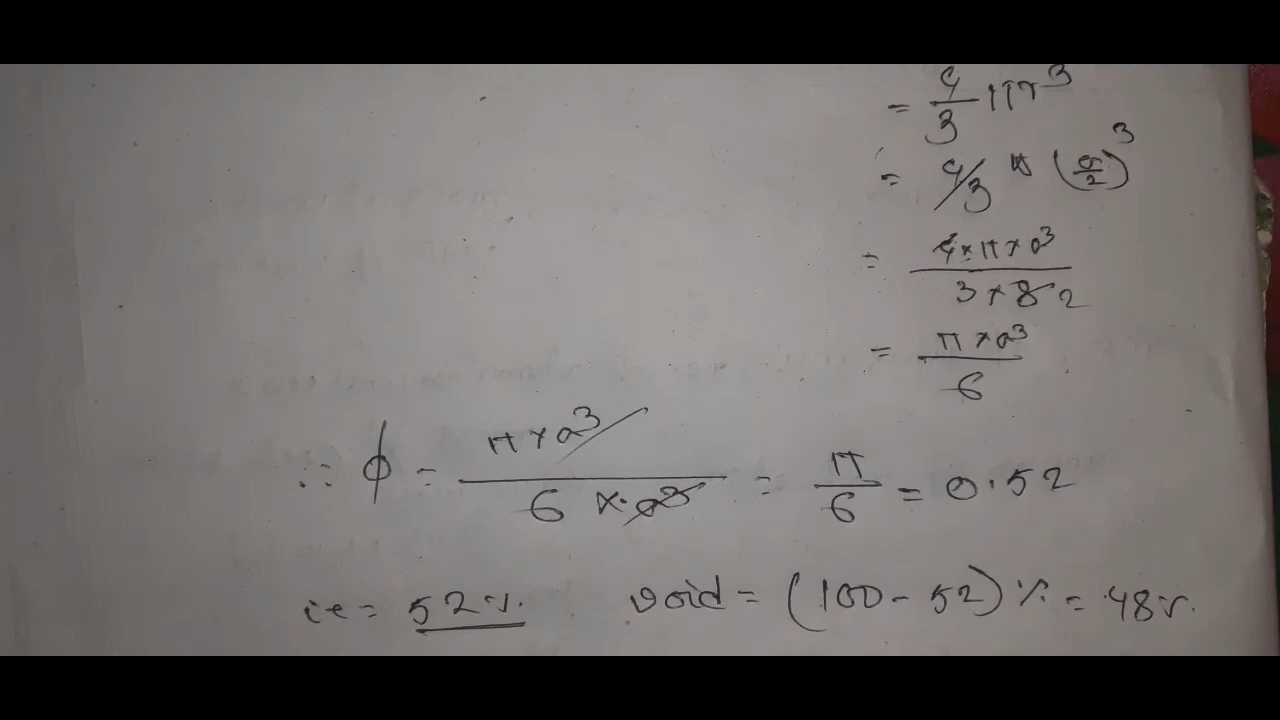 = 4/3 πr³
= 4/3 π (a/2)³
= 4×π×a³ / 3×8 2
= π×a³ / 6
∴ ϕ = π×a³ / 6×a³ = π/6 = 0.52
ie = 52%. void = (100 - 52)% = 48%.